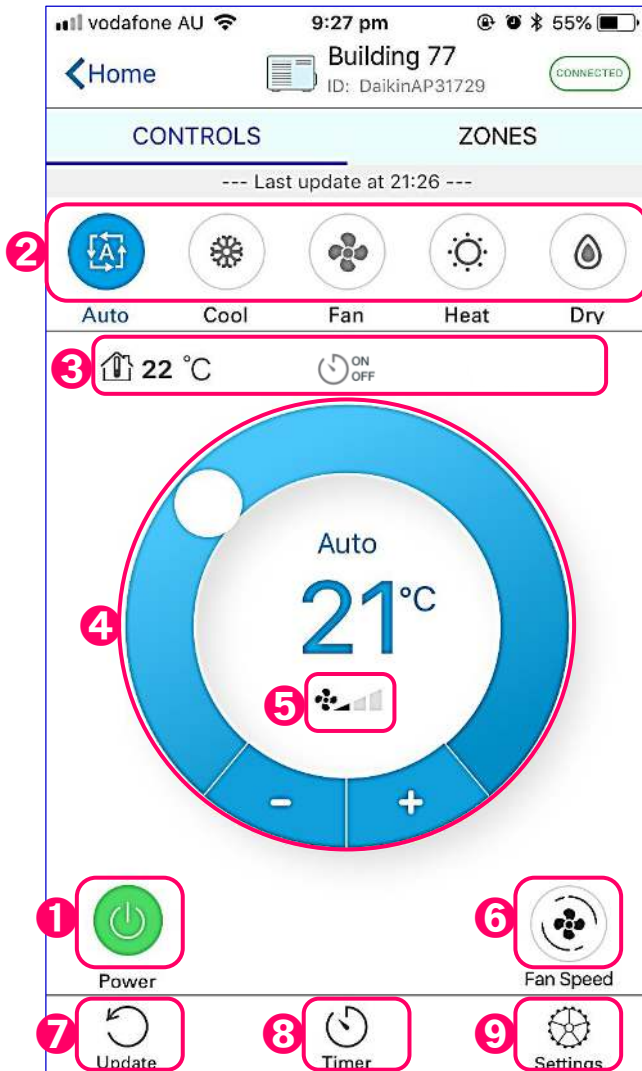 vodafone AU 9:27 pm 55%
Home
Building 77
ID: DaikinAP31729
CONNECTED
CONTROLS ZONES
--- Last update at 21:26 ---
2 A
Auto Cool Fan Heat Dry
3 22 °C ON
OFF
Auto
4 21°C
5
- +
1 6
Power Fan Speed
7 8 9
Update Timer Settings